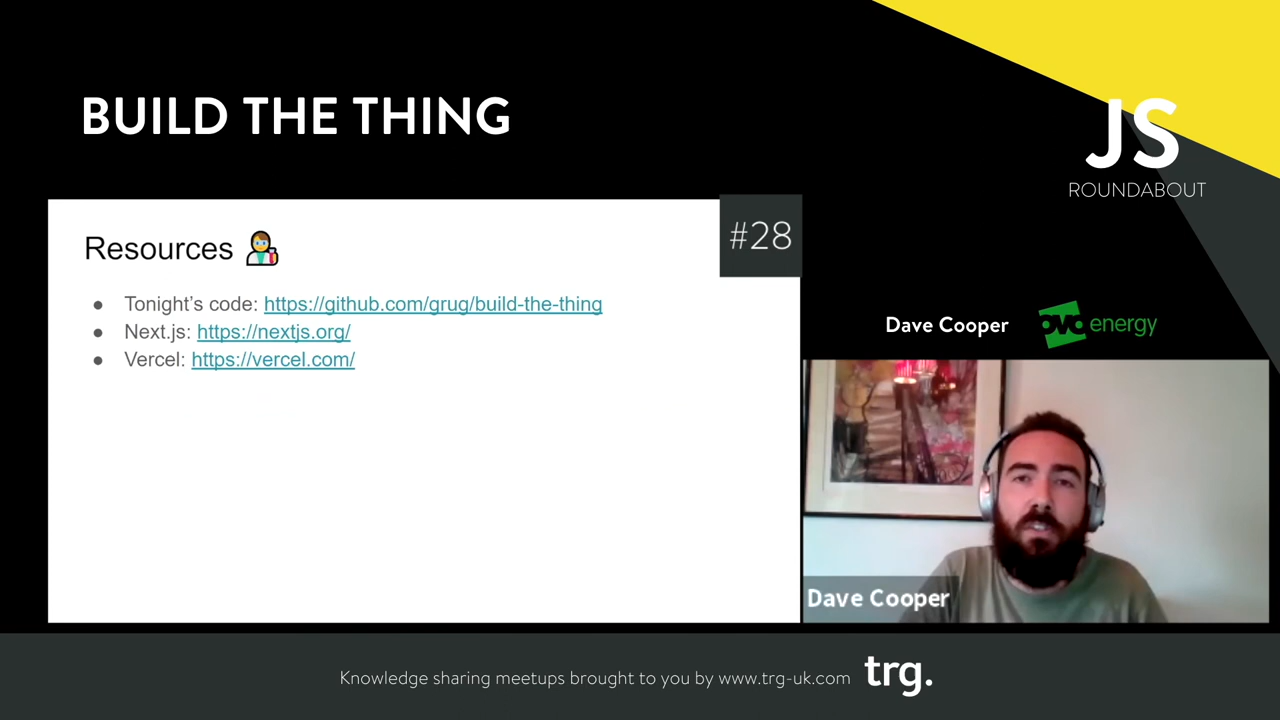 BUILD THE THING
JS
ROUNDABOUT
#28
Resources
● Tonight’s code: https://github.com/grug/build-the-thing
● Next.js: https://nextjs.org/
● Vercel: https://vercel.com/
Dave Cooper
ovo energy
Dave Cooper
Knowledge sharing meetups brought to you by www.trg-uk.com trg.